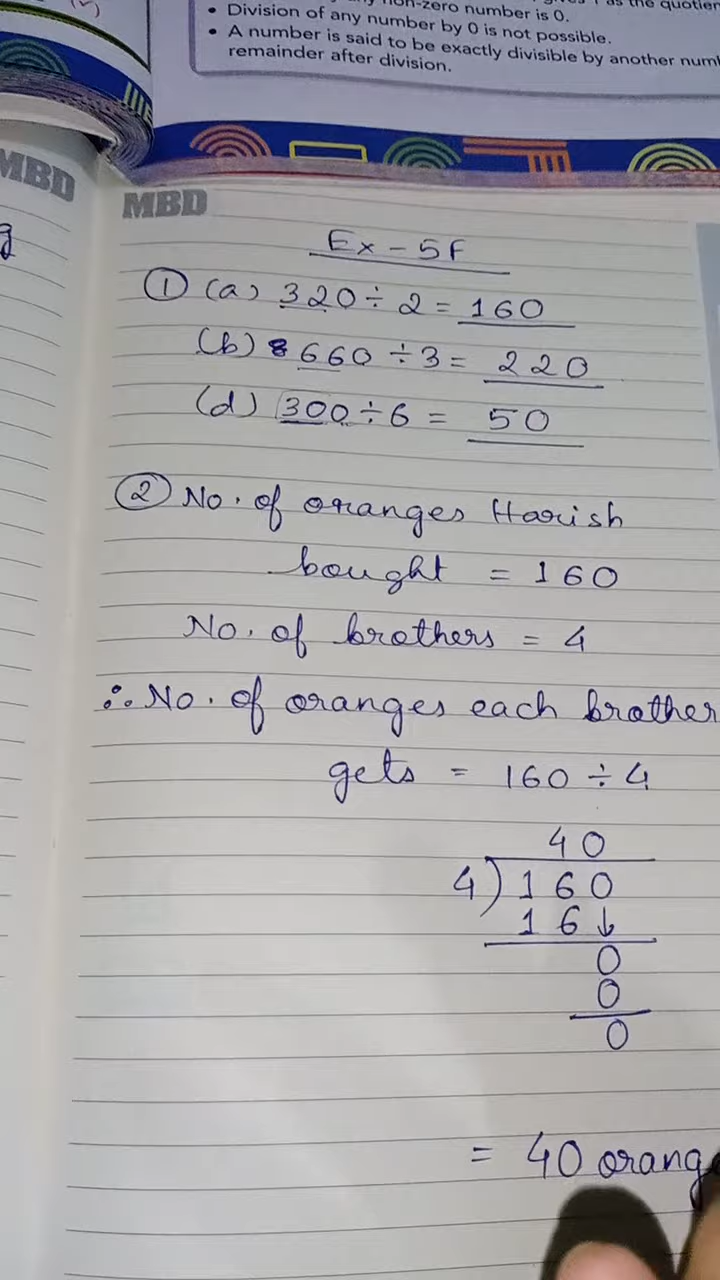 non-zero number is 0.
as the quotien
• Division of any number by 0 is not possible.
• A number is said to be exactly divisible by another num
remainder after division.
MBD
MBD
Ex - 5F
① (a) 320 ÷ 2 = 160
(b) 660 ÷ 3 = 220
(d) 300 ÷ 6 = 50
② No. of oranges Harish
bought = 160
No. of brothers = 4
∴ No. of oranges each brother
gets = 160 ÷ 4
40
4) 160
16↓
0
0
0
= 40 orang